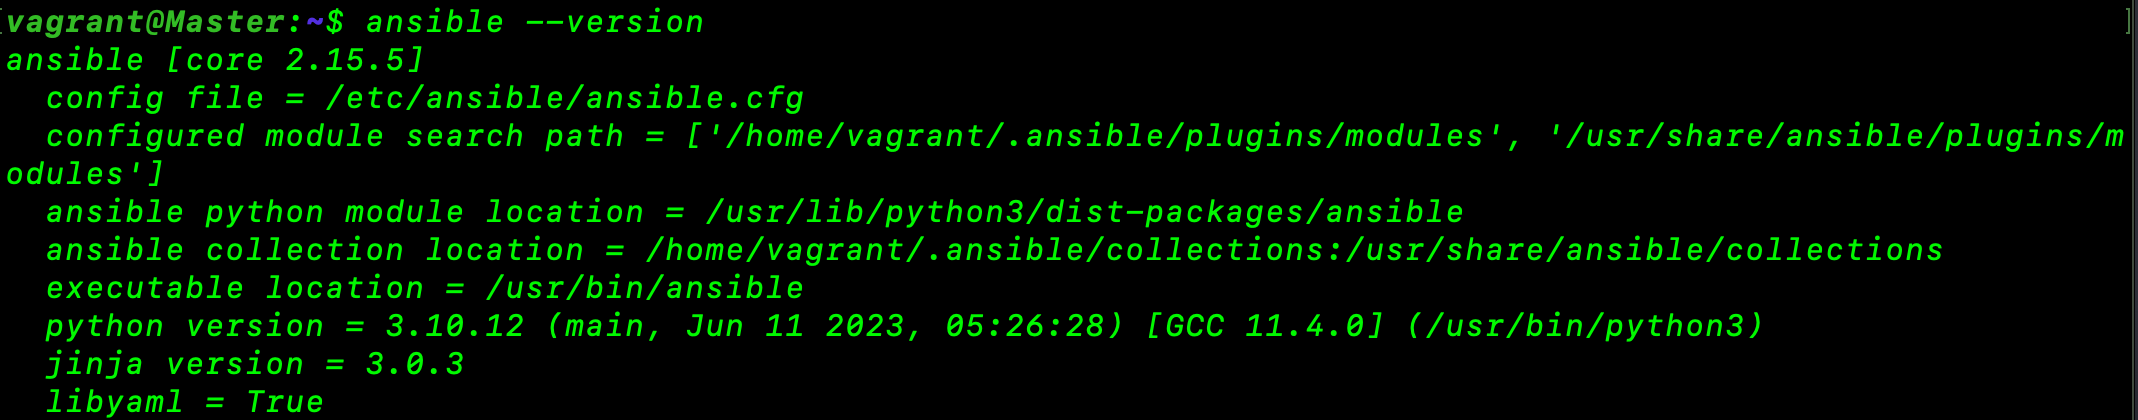 [vagrant@Master:~$ ansible --version ]
ansible [core 2.15.5]
  config file = /etc/ansible/ansible.cfg
  configured module search path = ['/home/vagrant/.ansible/plugins/modules', '/usr/share/ansible/plugins/m
odules']
  ansible python module location = /usr/lib/python3/dist-packages/ansible
  ansible collection location = /home/vagrant/.ansible/collections:/usr/share/ansible/collections
  executable location = /usr/bin/ansible
  python version = 3.10.12 (main, Jun 11 2023, 05:26:28) [GCC 11.4.0] (/usr/bin/python3)
  jinja version = 3.0.3
  libyaml = True